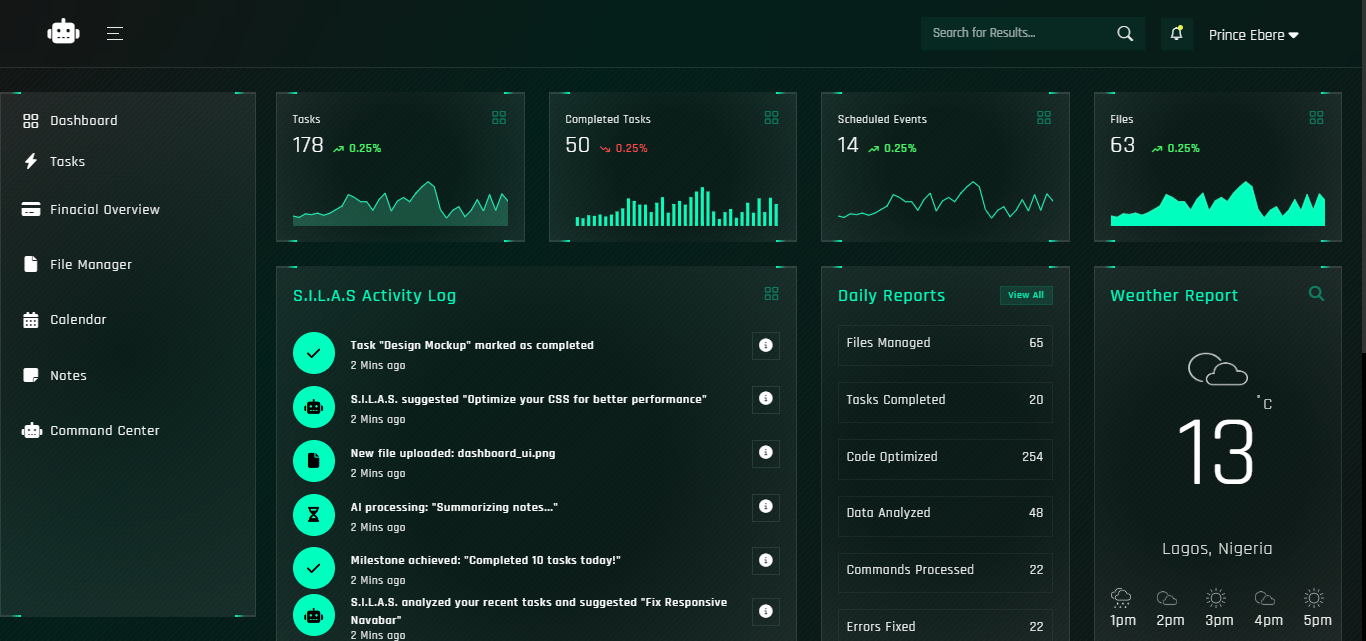 Search for Results...
Prince Ebere
Dashboard
Tasks
Finacial Overview
File Manager
Calendar
Notes
Command Center
Tasks
178 0.25%
Completed Tasks
50 0.25%
Scheduled Events
14 0.25%
Files
63 0.25%
S.I.L.A.S Activity Log
Task "Design Mockup" marked as completed
2 Mins ago
S.I.L.A.S. suggested "Optimize your CSS for better performance"
2 Mins ago
New file uploaded: dashboard_ui.png
2 Mins ago
AI processing: "Summarizing notes..."
2 Mins ago
Milestone achieved: "Completed 10 tasks today!"
2 Mins ago
S.I.L.A.S. analyzed your recent tasks and suggested "Fix Responsive
Navabar"
2 Mins ago
Daily Reports
View All
Files Managed 65
Tasks Completed 20
Code Optimized 254
Data Analyzed 48
Commands Processed 22
Errors Fixed 22
Weather Report
°C
13
Lagos, Nigeria
1pm 2pm 3pm 4pm 5pm